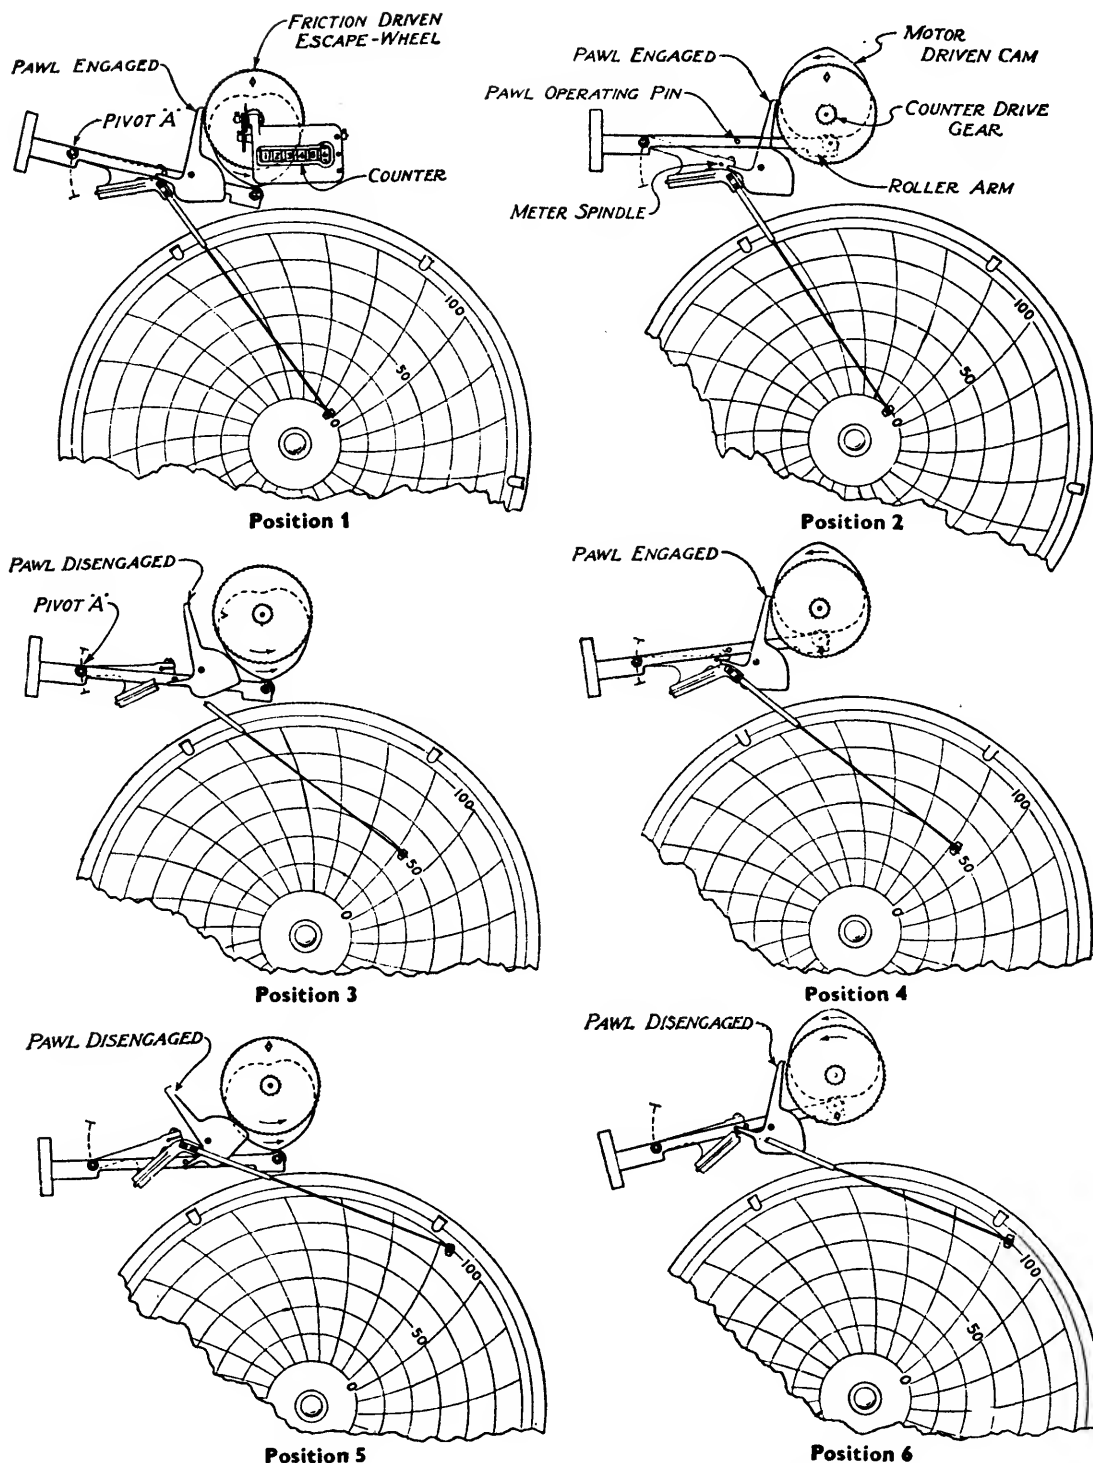 FRICTION DRIVEN
ESCAPE-WHEEL
PAWL ENGAGED
PIVOT "A"
COUNTER
100
50
0
Position 1
MOTOR
DRIVEN CAM
PAWL ENGAGED
PAWL OPERATING PIN
COUNTER DRIVE
GEAR
ROLLER ARM
METER SPINDLE
100
50
0
Position 2
PAWL DISENGAGED
PIVOT "A"
100
50
0
Position 3
PAWL ENGAGED
100
50
0
Position 4
PAWL DISENGAGED
100
50
0
Position 5
PAWL DISENGAGED
100
50
0
Position 6